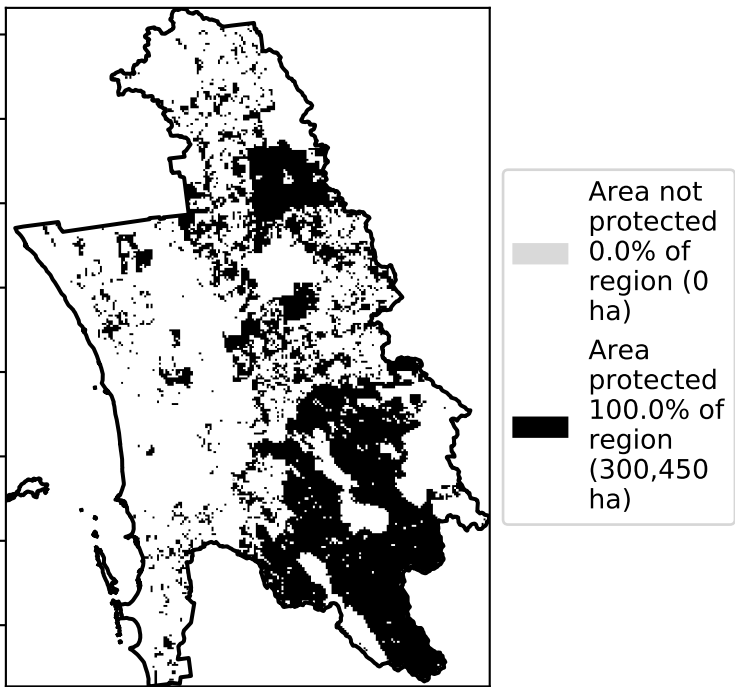 Area not
protected
0.0% of
region (0
ha)
Area
protected
100.0% of
region
(300,450
ha)